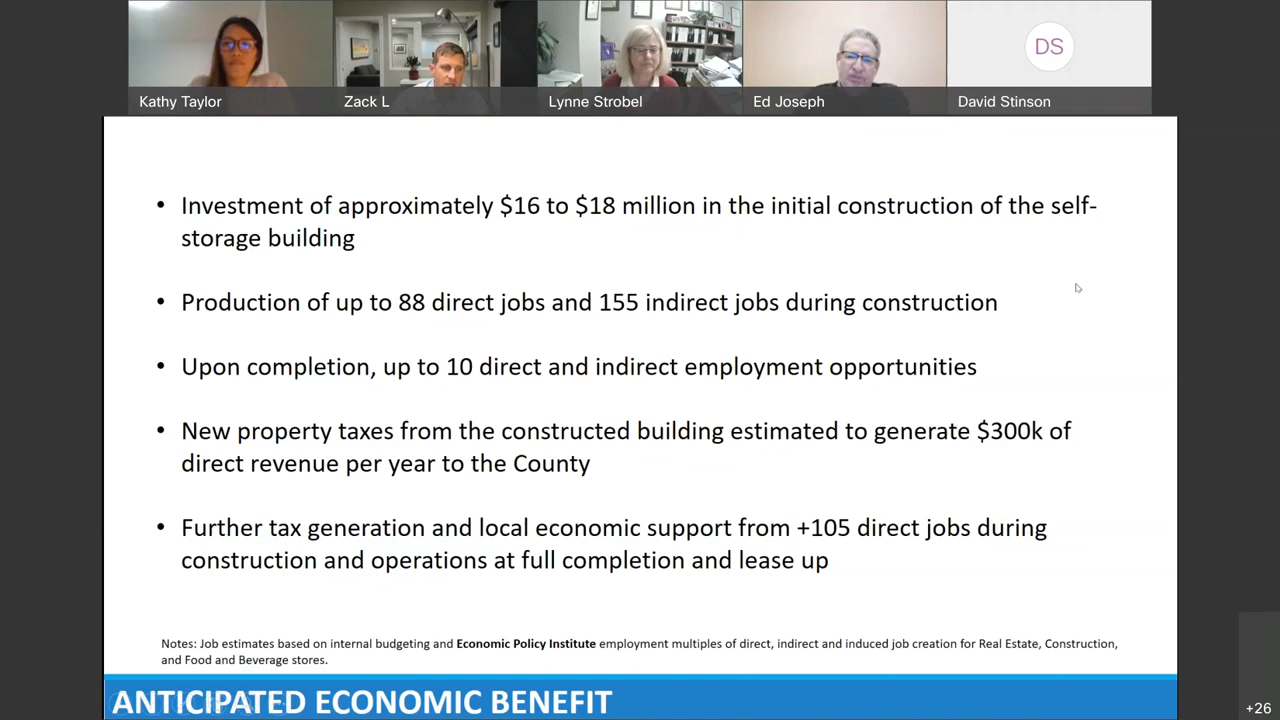 DS
Kathy Taylor
Zack L
Lynne Strobel
Ed Joseph
David Stinson
• Investment of approximately $16 to $18 million in the initial construction of the self-
storage building
• Production of up to 88 direct jobs and 155 indirect jobs during construction
• Upon completion, up to 10 direct and indirect employment opportunities
• New property taxes from the constructed building estimated to generate $300k of
direct revenue per year to the County
• Further tax generation and local economic support from +105 direct jobs during
construction and operations at full completion and lease up
Notes: Job estimates based on internal budgeting and Economic Policy Institute employment multiples of direct, indirect and induced job creation for Real Estate, Construction,
and Food and Beverage stores.
ANTICIPATED ECONOMIC BENEFIT
+26